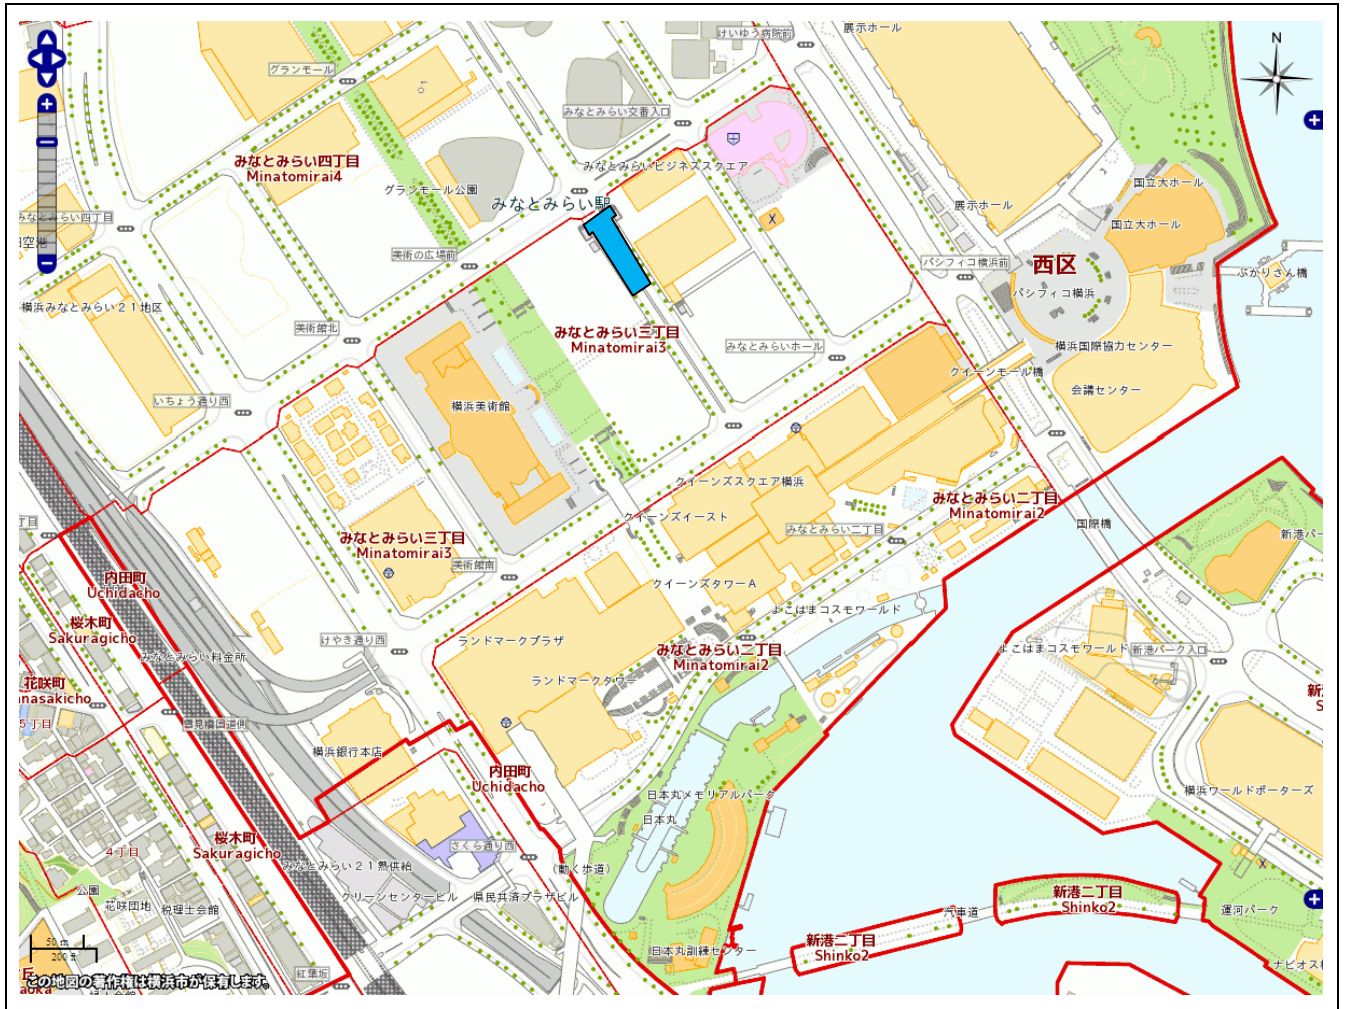 けいゆう病院前
展示ホール
N
グランモール
みなとみらい交番入口
みなとみらい四丁目
Minatomirai4
みなとみらいビジネススクエア
グランモール公園
みなとみらい駅
国立大ホール
国立大ホール
展示ホール
みなとみらい四丁目
美術の広場前
パシフィコ横浜前
西区
パシフィコ横浜
ぷかりさん橋
横浜みなとみらい21地区
美術館北
みなとみらい三丁目
Minatomirai3
みなとみらいホール
横浜国際協力センター
クイーンモール橋
会議センター
いちょう通り西
横浜美術館
クイーンズスクエア横浜
みなとみらい二丁目
Minatomirai2
クイーンズイースト
みなとみらい二丁目
国際橋
新港パー
みなとみらい三丁目
Minatomirai3
美術館南
内田町
Uchidacho
クイーンズタワーA
よこはまコスモワールド
桜木町
Sakuragicho
けやき通り西
ランドマークプラザ
みなとみらい二丁目
Minatomirai2
よこはまコスモワールド
新港パーク入口
みなとみらい料金所
花咲町
nasakicho
ランドマークタワー
新
S
5丁目
雪見橋国道側
横浜銀行本店
内田町
Uchidacho
日本丸メモリアルパーク
日本丸
横浜ワールドポーターズ
桜木町
Sakuragicho
4丁目
さくら通り西
みなとみらい21熱供給
(動く歩道)
公園
花咲団地
税理士会館
クリーンセンタービル
県民共済プラザビル
新港二丁目
Shinko2
汽車道
運河パーク
新港二丁目
Shinko2
日本丸訓練センター
50 m
200 ft
紅葉坂
ナビオス
この地図の著作権は横浜市が保有します。